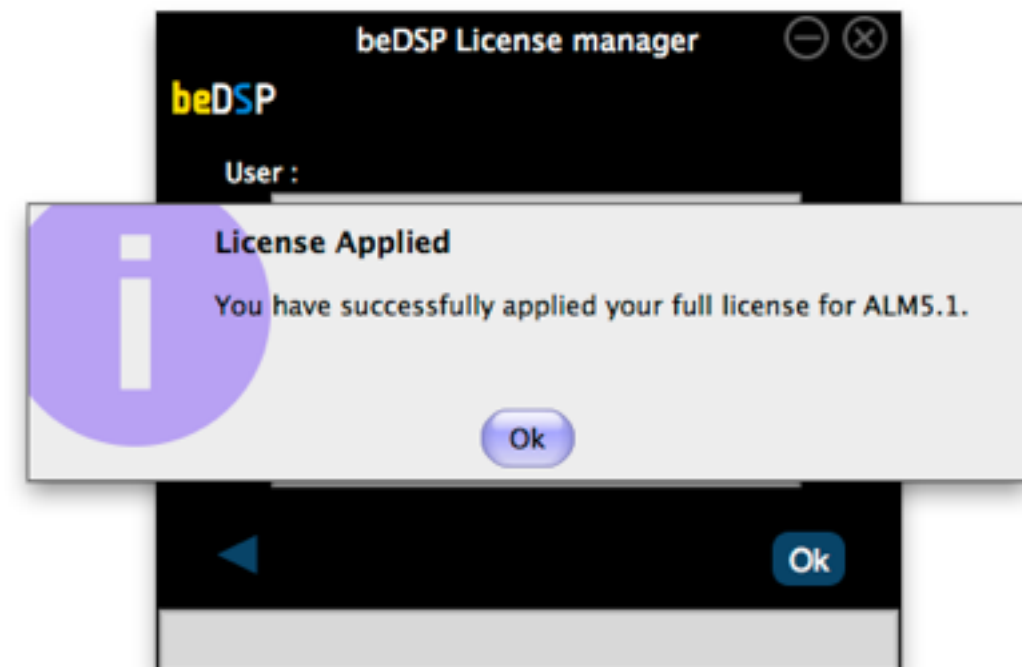 beDSP License manager
beDSP
User :
License Applied
You have successfully applied your full license for ALM5.1.
Ok
Ok